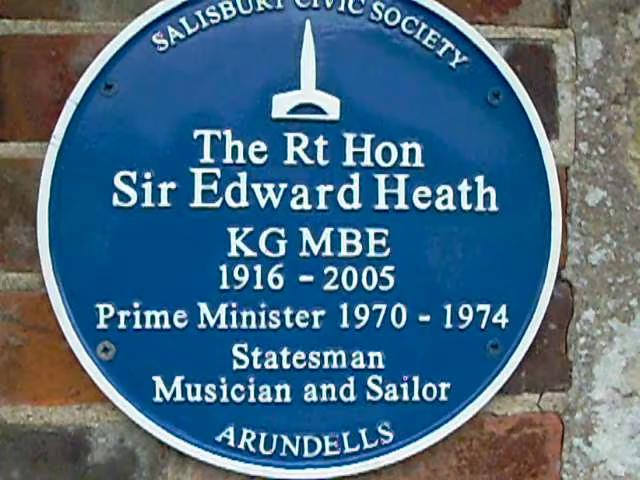 SALISBURY CIVIC SOCIETY
The Rt Hon
Sir Edward Heath
KG MBE
1916 - 2005
Prime Minister 1970 - 1974
Statesman
Musician and Sailor
ARUNDELLS